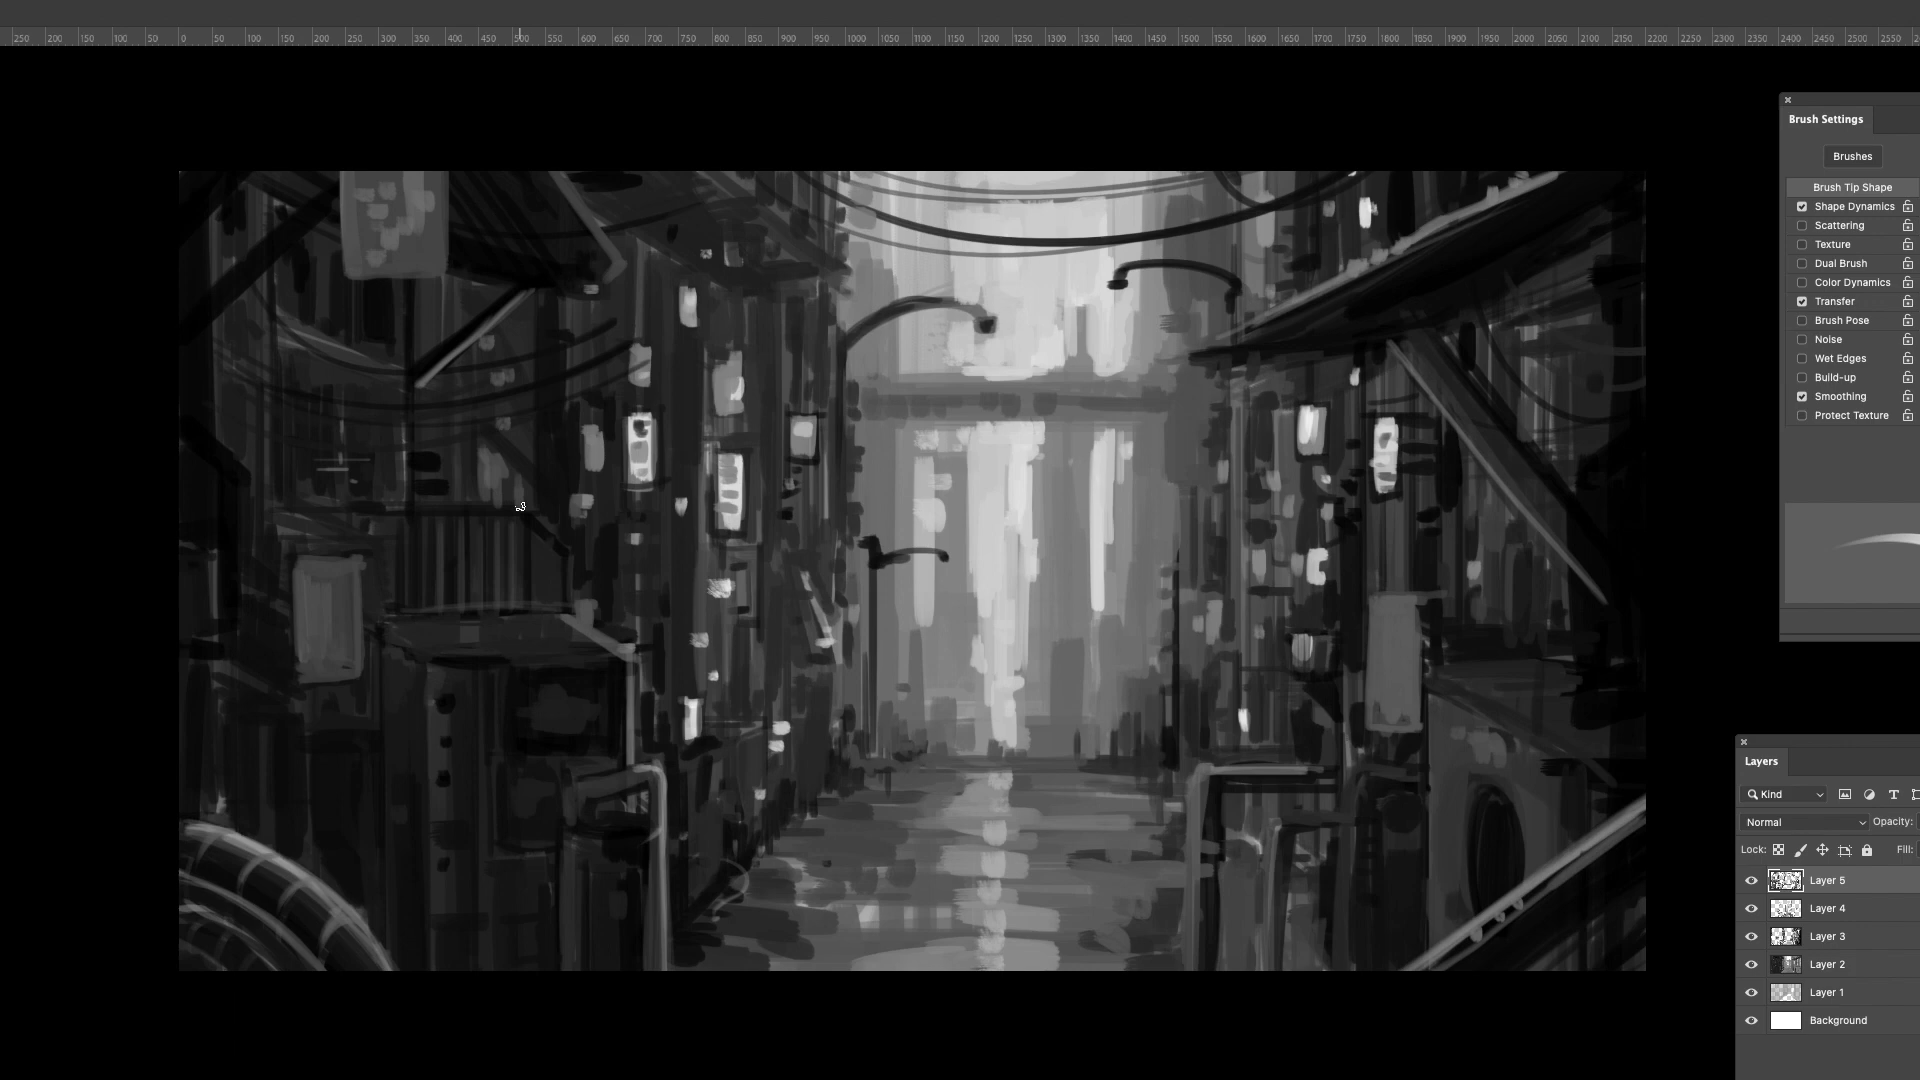 250 200 150 100 50 0 50 100 150 200 250 300 350 400 450 500 550 600 650 700 750 800 850 900 950 1000 1050 1100 1150 1200 1250 1300 1350 1400 1450 1500 1550 1600 1650 1700 1750 1800 1850 1900 1950 2000 2050 2100 2150 2200 2250 2300 2350 2400 2450 2500 2550
Brush Settings
Brushes
Brush Tip Shape
Shape Dynamics
Scattering
Texture
Dual Brush
Color Dynamics
Transfer
Brush Pose
Noise
Wet Edges
Build-up
Smoothing
Protect Texture
Layers
Kind
Normal Opacity:
Lock: Fill:
Layer 5
Layer 4
Layer 3
Layer 2
Layer 1
Background